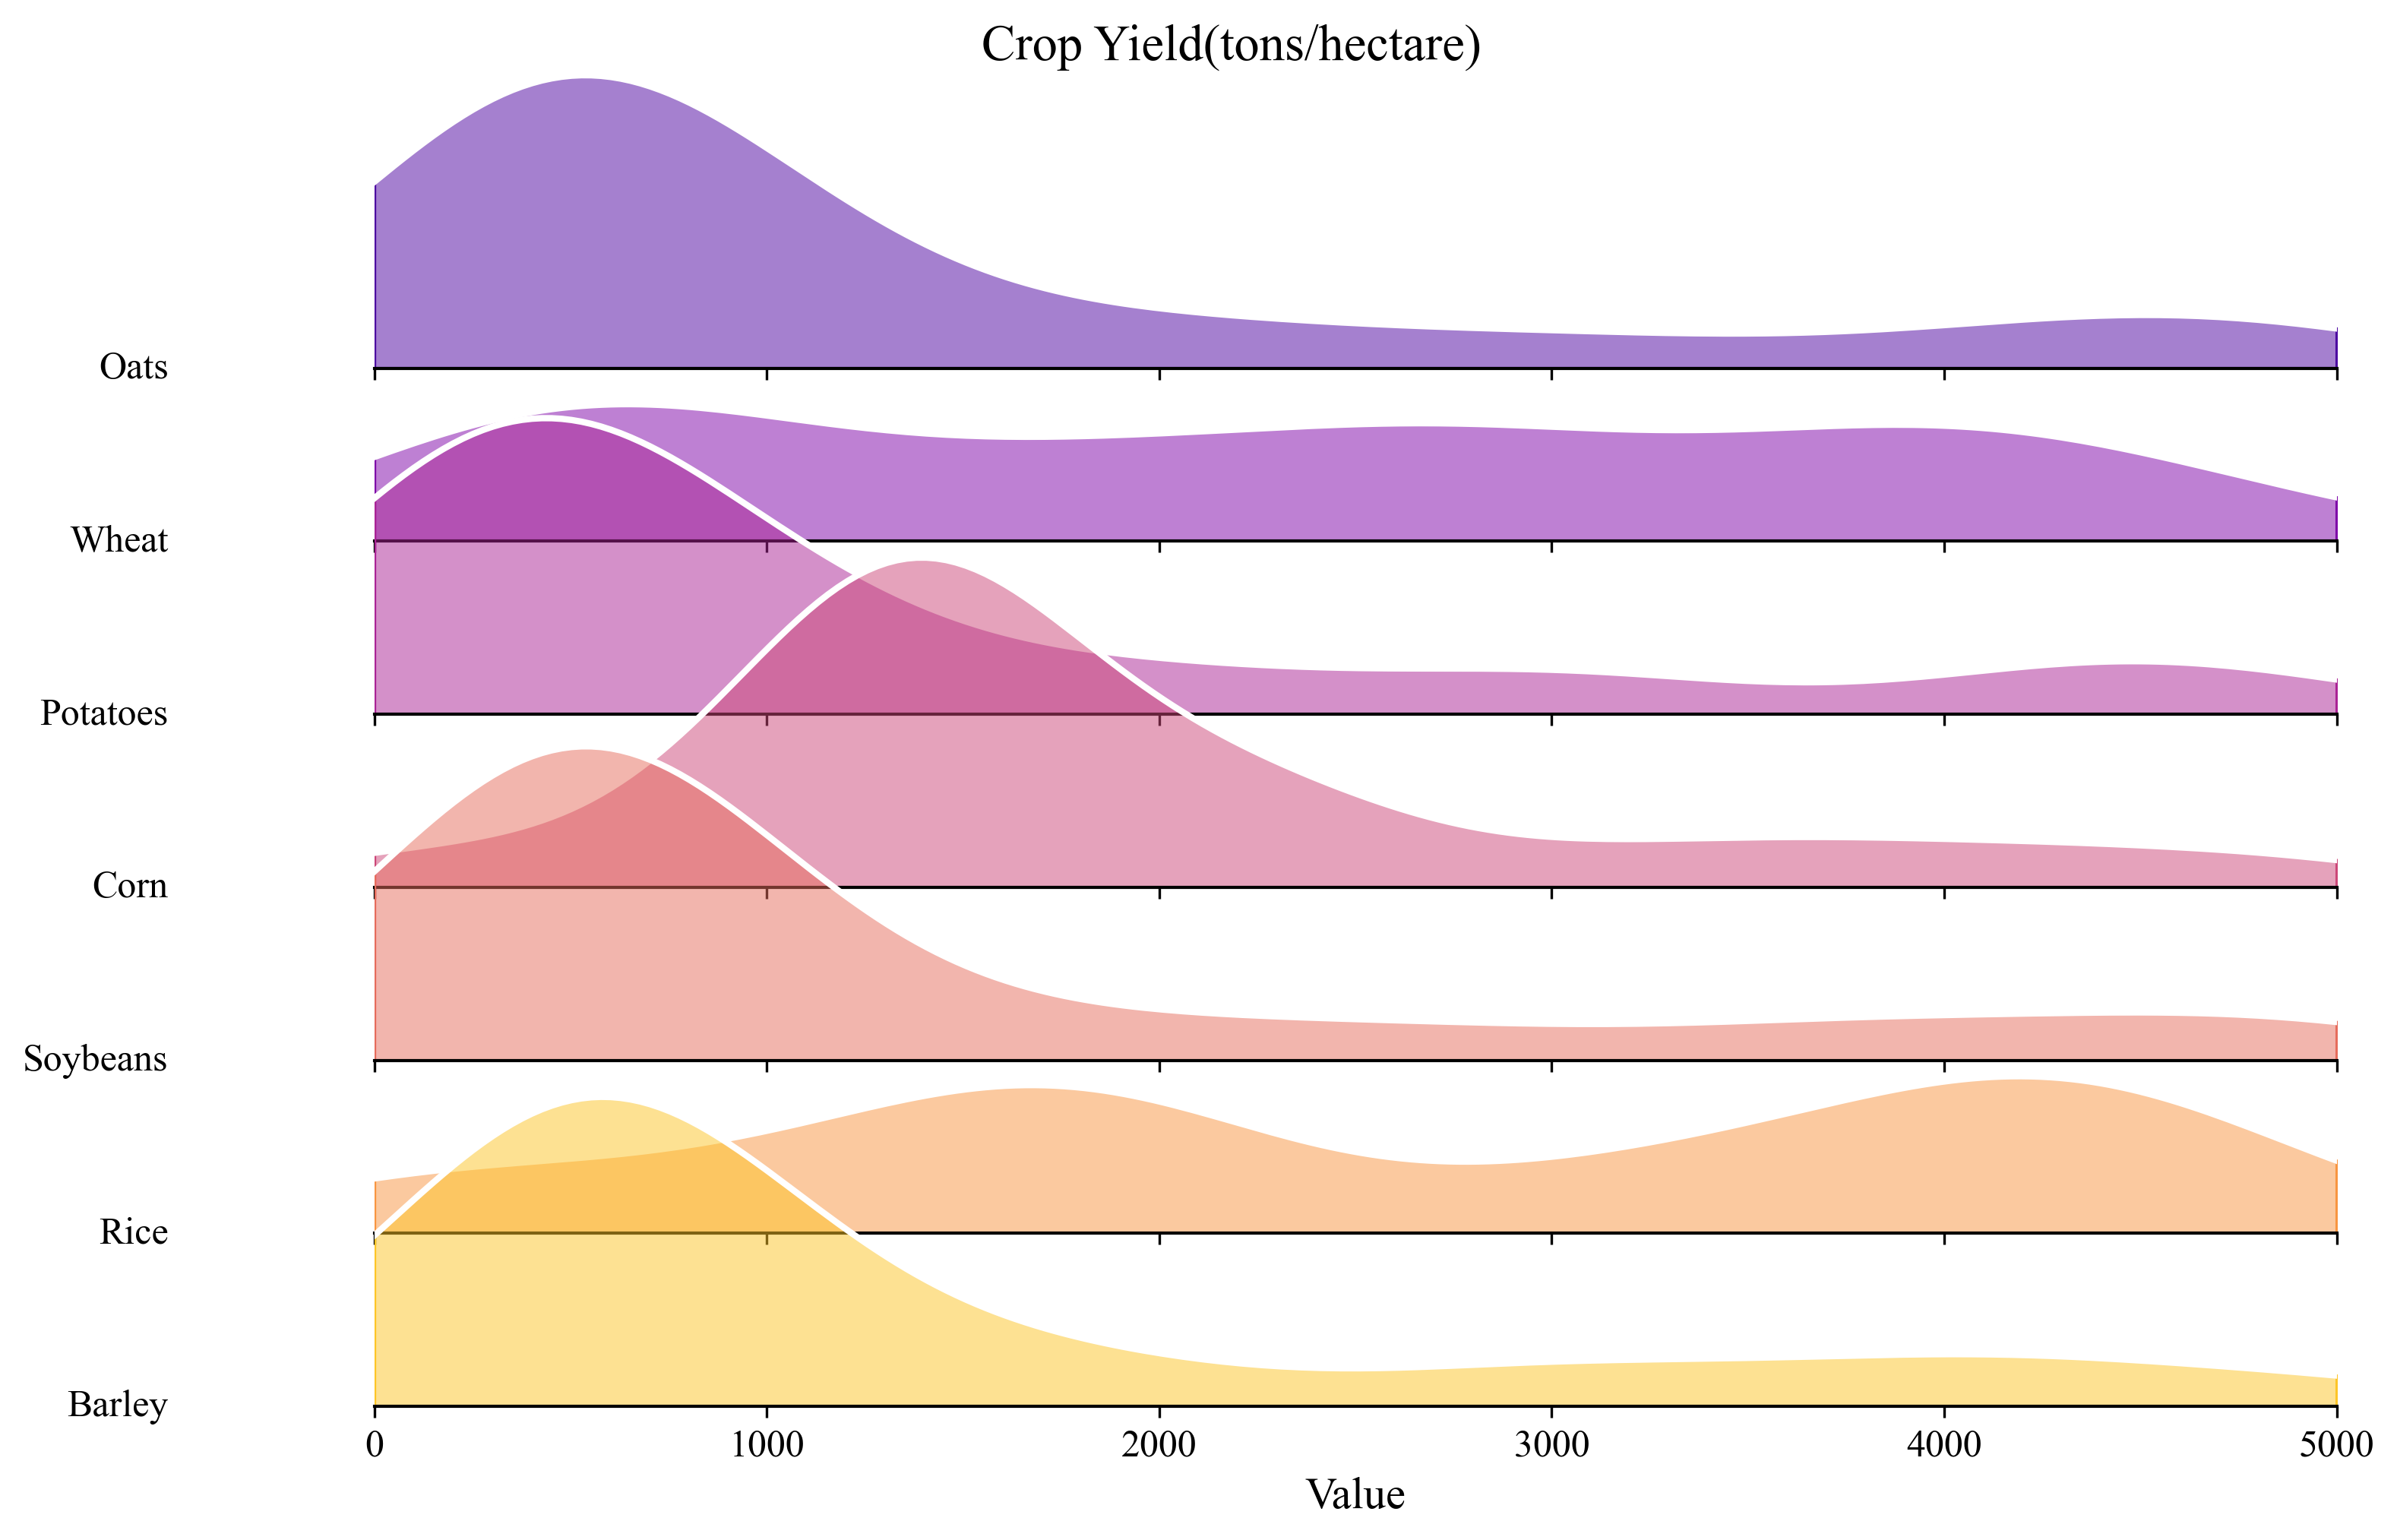 Crop Yield(tons/hectare)
Oats
Wheat
Potatoes
Corn
Soybeans
Rice
Barley
0 1000 2000 3000 4000 5000
Value